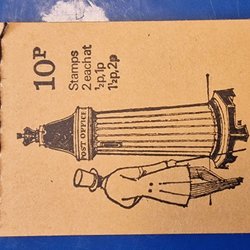 10P
Stamps
2 each at
½p, 1p
1½p, 2p
POST OFFICE